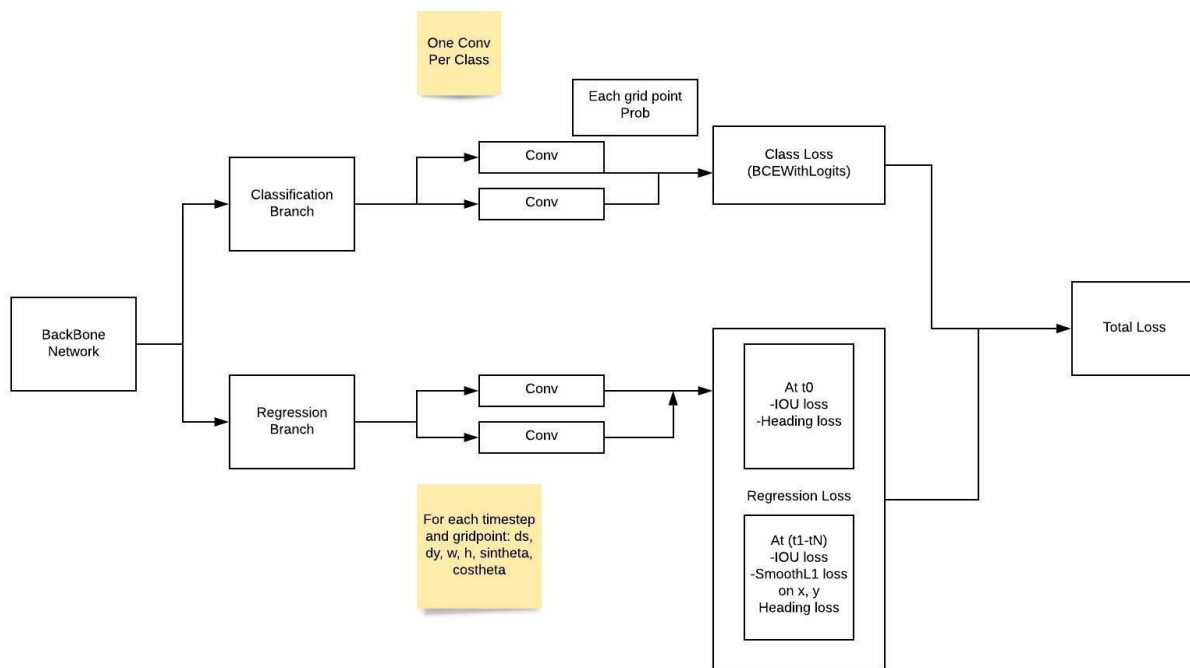 One Conv
Per Class
Each grid point
Prob
Conv
Conv
Class Loss
(BCEWithLogits)
Classification
Branch
BackBone
Network
Total Loss
Regression
Branch
Conv
Conv
At t0
-IOU loss
-Heading loss
Regression Loss
For each timestep
and gridpoint: ds,
dy, w, h, sintheta,
costheta
At (t1-tN)
-IOU loss
-SmoothL1 loss
on x, y
Heading loss